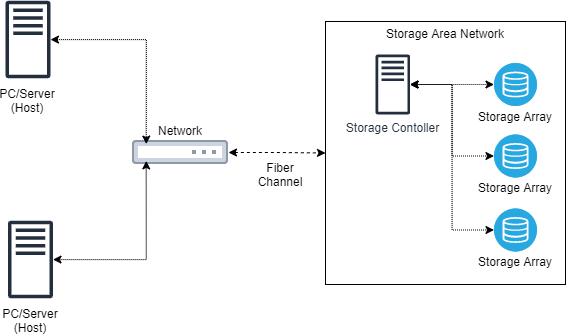 Storage Area Network
PC/Server
(Host)
Storage Array
Storage Contoller
Network
Fiber
Channel
Storage Array
Storage Array
PC/Server
(Host)